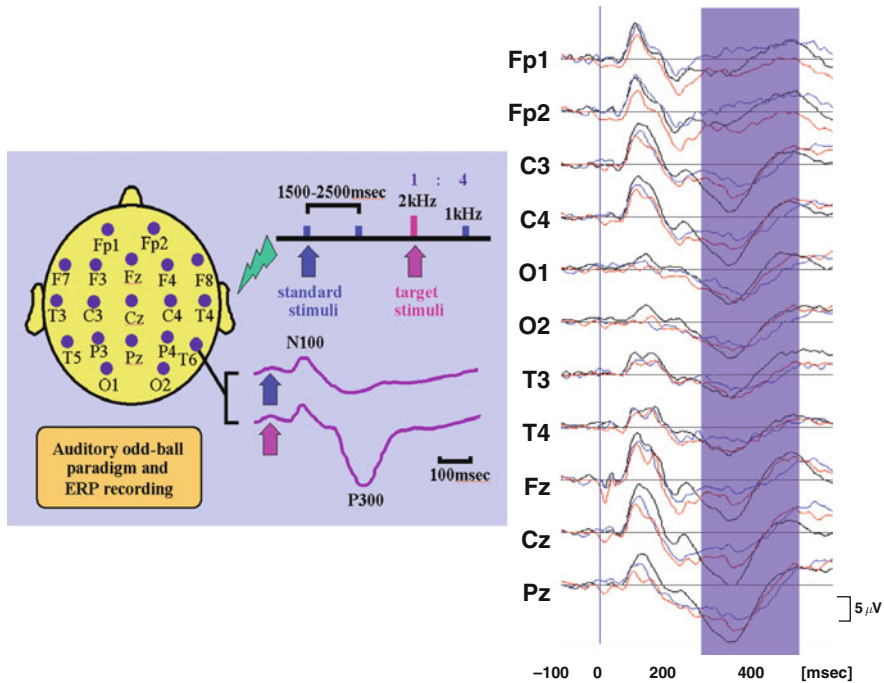 1 : 4
1500-2500msec
2kHz
1kHz
standard
stimuli
target
stimuli
Fp1 Fp2
F7 F3 Fz F4 F8
T3 C3 Cz C4 T4
T5 P3 Pz P4 T6
O1 O2
N100
P300
100msec
Auditory odd-ball
paradigm and
ERP recording
Fp1
Fp2
C3
C4
O1
O2
T3
T4
Fz
Cz
Pz
5 μV
–100 0 200 400 [msec]